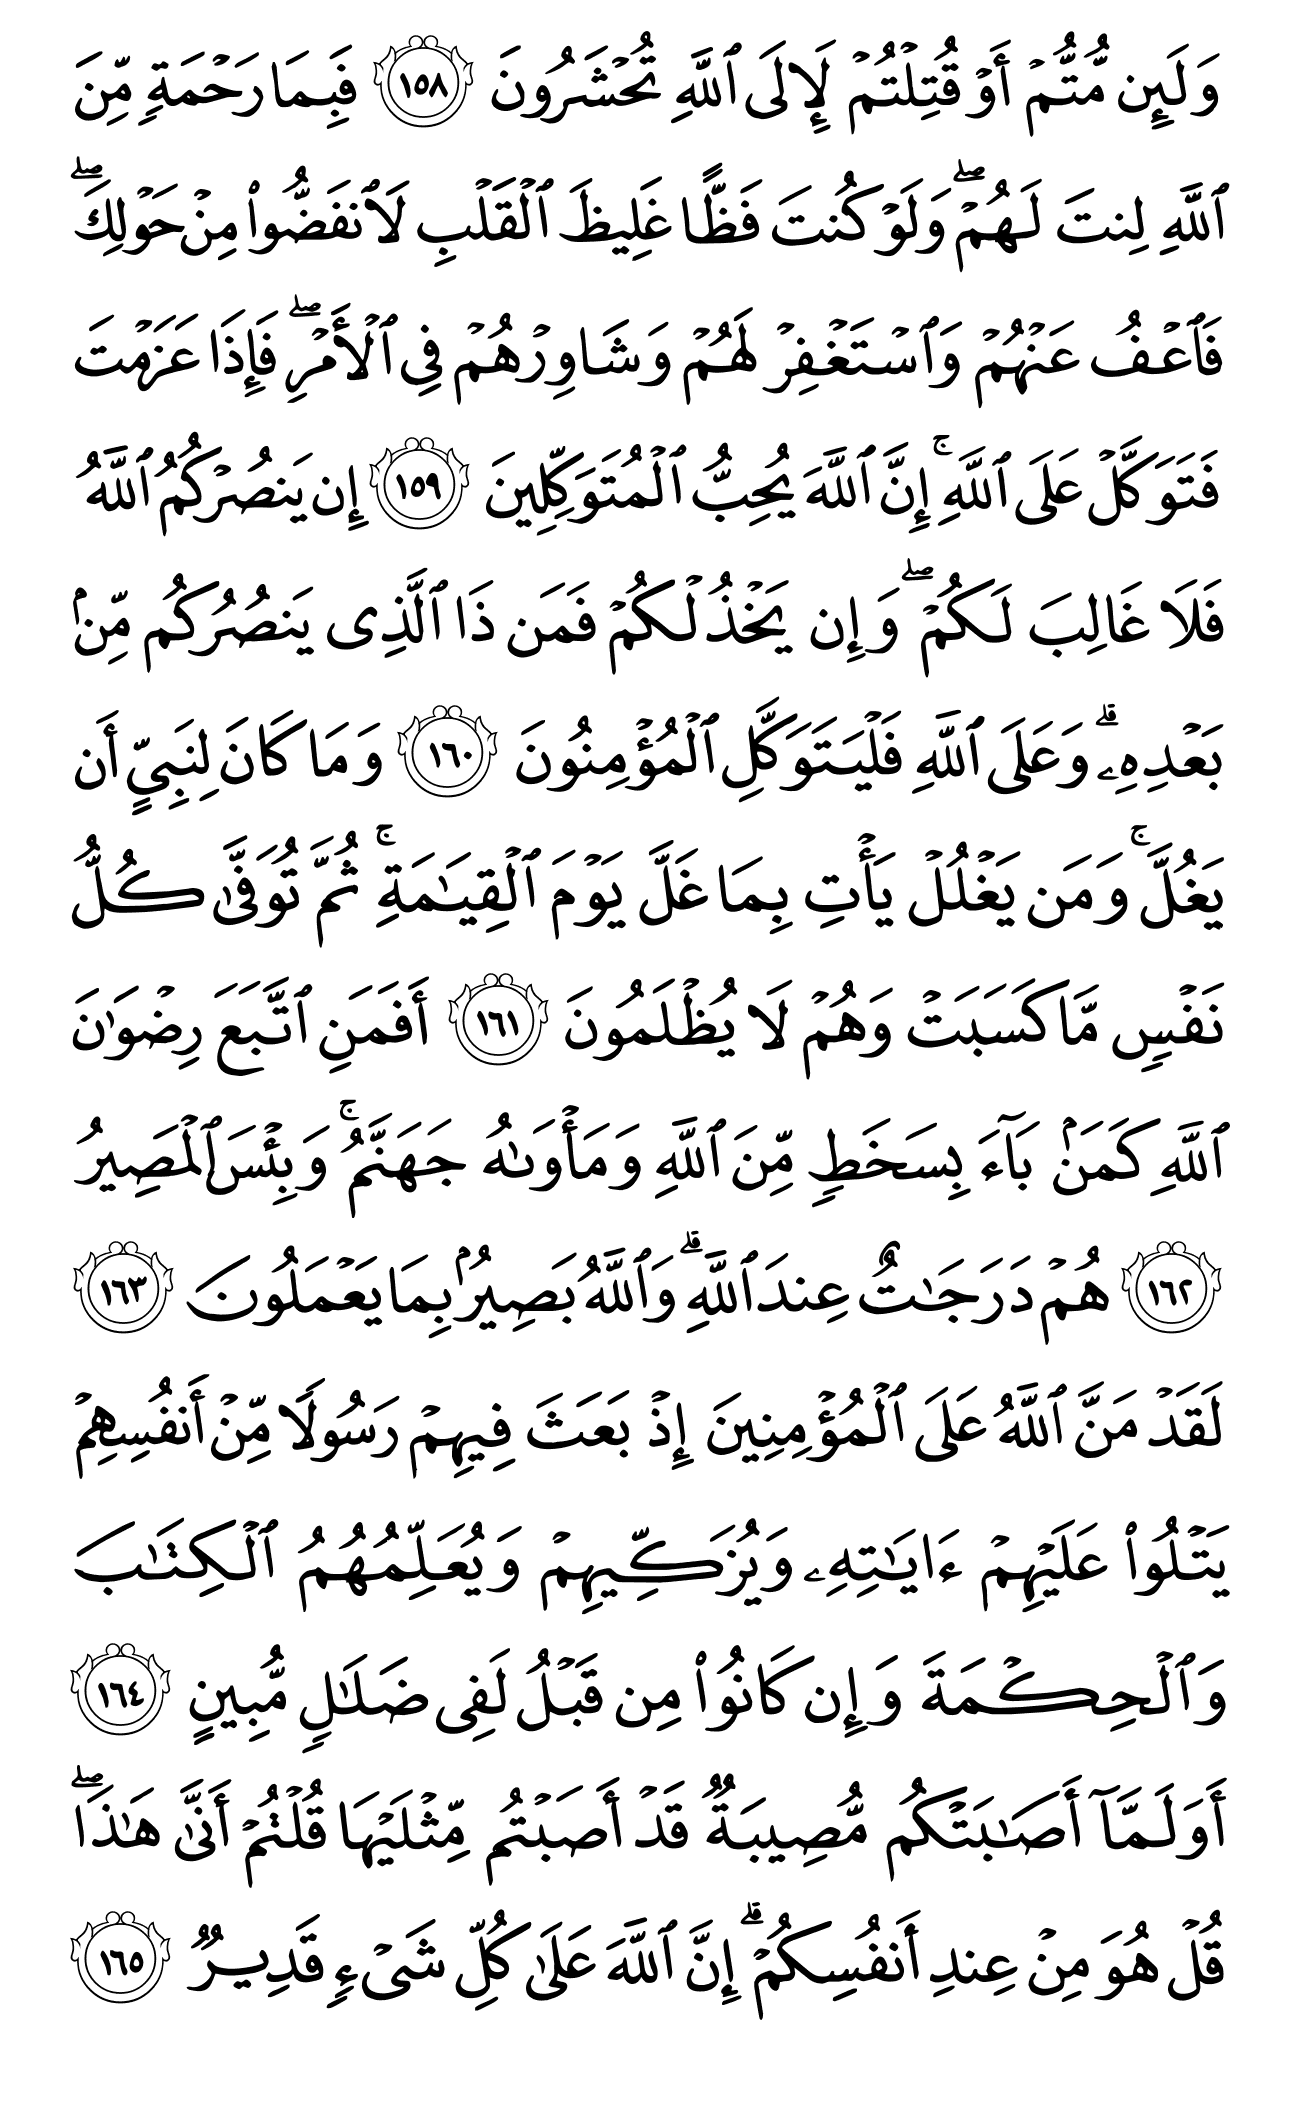 وَلَئِن مُّتُّمۡ أَوۡ قُتِلۡتُمۡ لَإِلَى ٱللَّهِ تُحۡشَرُونَ ١٥٨ فَبِمَا رَحۡمَةٖ مِّنَ
ٱللَّهِ لِنتَ لَهُمۡۖ وَلَوۡ كُنتَ فَظًّا غَلِيظَ ٱلۡقَلۡبِ لَٱنفَضُّواْ مِنۡ حَوۡلِكَۖ
فَٱعۡفُ عَنۡهُمۡ وَٱسۡتَغۡفِرۡ لَهُمۡ وَشَاوِرۡهُمۡ فِي ٱلۡأَمۡرِۖ فَإِذَا عَزَمۡتَ
فَتَوَكَّلۡ عَلَى ٱللَّهِۚ إِنَّ ٱللَّهَ يُحِبُّ ٱلۡمُتَوَكِّلِينَ ١٥٩ إِن يَنصُرۡكُمُ ٱللَّهُ
فَلَا غَالِبَ لَكُمۡۖ وَإِن يَخۡذُلۡكُمۡ فَمَن ذَا ٱلَّذِي يَنصُرُكُم مِّنۢ
بَعۡدِهِۦۗ وَعَلَى ٱللَّهِ فَلۡيَتَوَكَّلِ ٱلۡمُؤۡمِنُونَ ١٦٠ وَمَا كَانَ لِنَبِيٍّ أَن
يَغُلَّۚ وَمَن يَغۡلُلۡ يَأۡتِ بِمَا غَلَّ يَوۡمَ ٱلۡقِيَٰمَةِۚ ثُمَّ تُوَفَّىٰ كُلُّ
نَفۡسٖ مَّا كَسَبَتۡ وَهُمۡ لَا يُظۡلَمُونَ ١٦١ أَفَمَنِ ٱتَّبَعَ رِضۡوَٰنَ
ٱللَّهِ كَمَنۢ بَآءَ بِسَخَطٖ مِّنَ ٱللَّهِ وَمَأۡوَىٰهُ جَهَنَّمُۚ وَبِئۡسَ ٱلۡمَصِيرُ
١٦٢ هُمۡ دَرَجَٰتٌ عِندَ ٱللَّهِۗ وَٱللَّهُ بَصِيرُۢ بِمَا يَعۡمَلُونَ ١٦٣
لَقَدۡ مَنَّ ٱللَّهُ عَلَى ٱلۡمُؤۡمِنِينَ إِذۡ بَعَثَ فِيهِمۡ رَسُولٗا مِّنۡ أَنفُسِهِمۡ
يَتۡلُواْ عَلَيۡهِمۡ ءَايَٰتِهِۦ وَيُزَكِّيهِمۡ وَيُعَلِّمُهُمُ ٱلۡكِتَٰبَ
وَٱلۡحِكۡمَةَ وَإِن كَانُواْ مِن قَبۡلُ لَفِي ضَلَٰلٖ مُّبِينٍ ١٦٤
أَوَلَمَّآ أَصَٰبَتۡكُم مُّصِيبَةٞ قَدۡ أَصَبۡتُم مِّثۡلَيۡهَا قُلۡتُمۡ أَنَّىٰ هَٰذَاۖ
قُلۡ هُوَ مِنۡ عِندِ أَنفُسِكُمۡۗ إِنَّ ٱللَّهَ عَلَىٰ كُلِّ شَيۡءٖ قَدِيرٞ ١٦٥